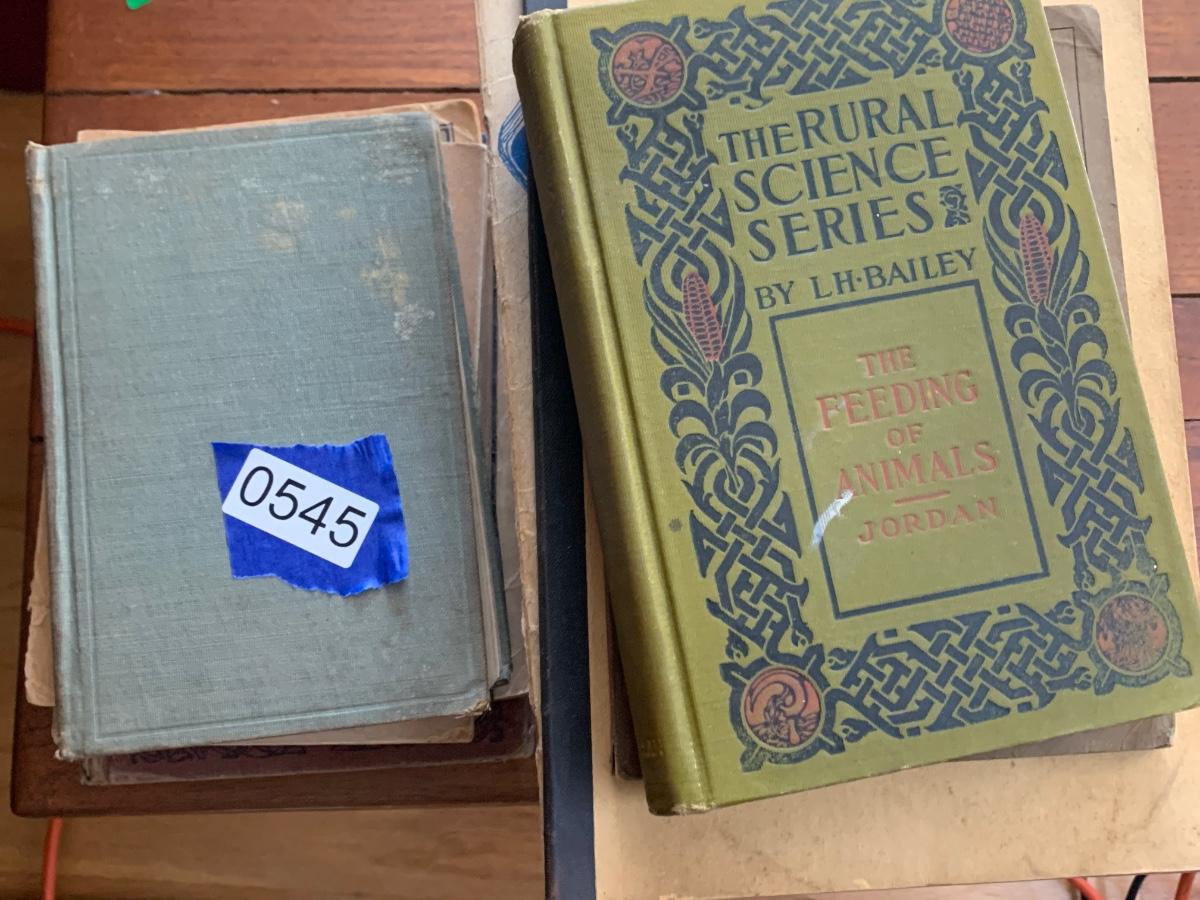 0545
THE RURAL
SCIENCE
SERIES
BY L·H·BAILEY
THE
FEEDING
OF
ANIMALS
JORDAN